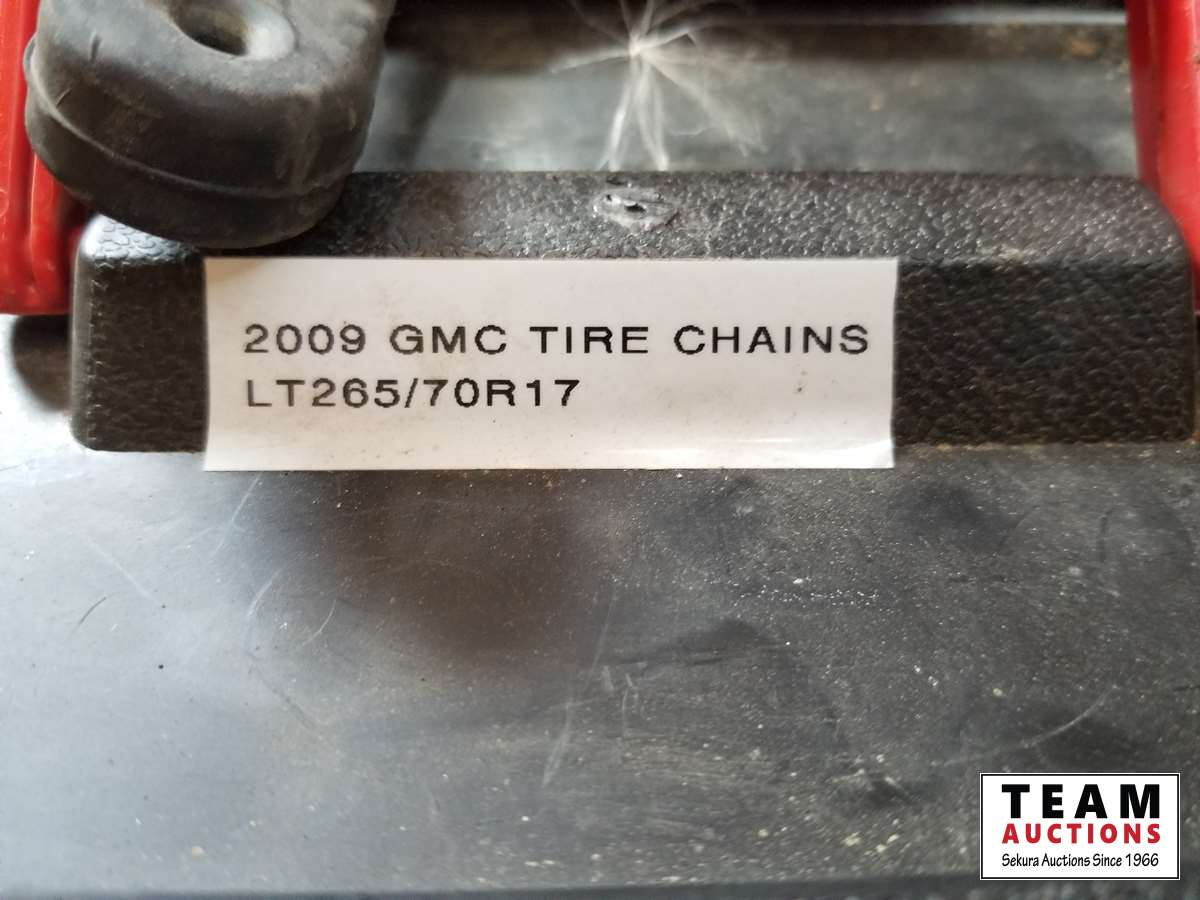 2009 GMC TIRE CHAINS
LT265/70R17
TEAM
AUCTIONS
Sekura Auctions Since 1966